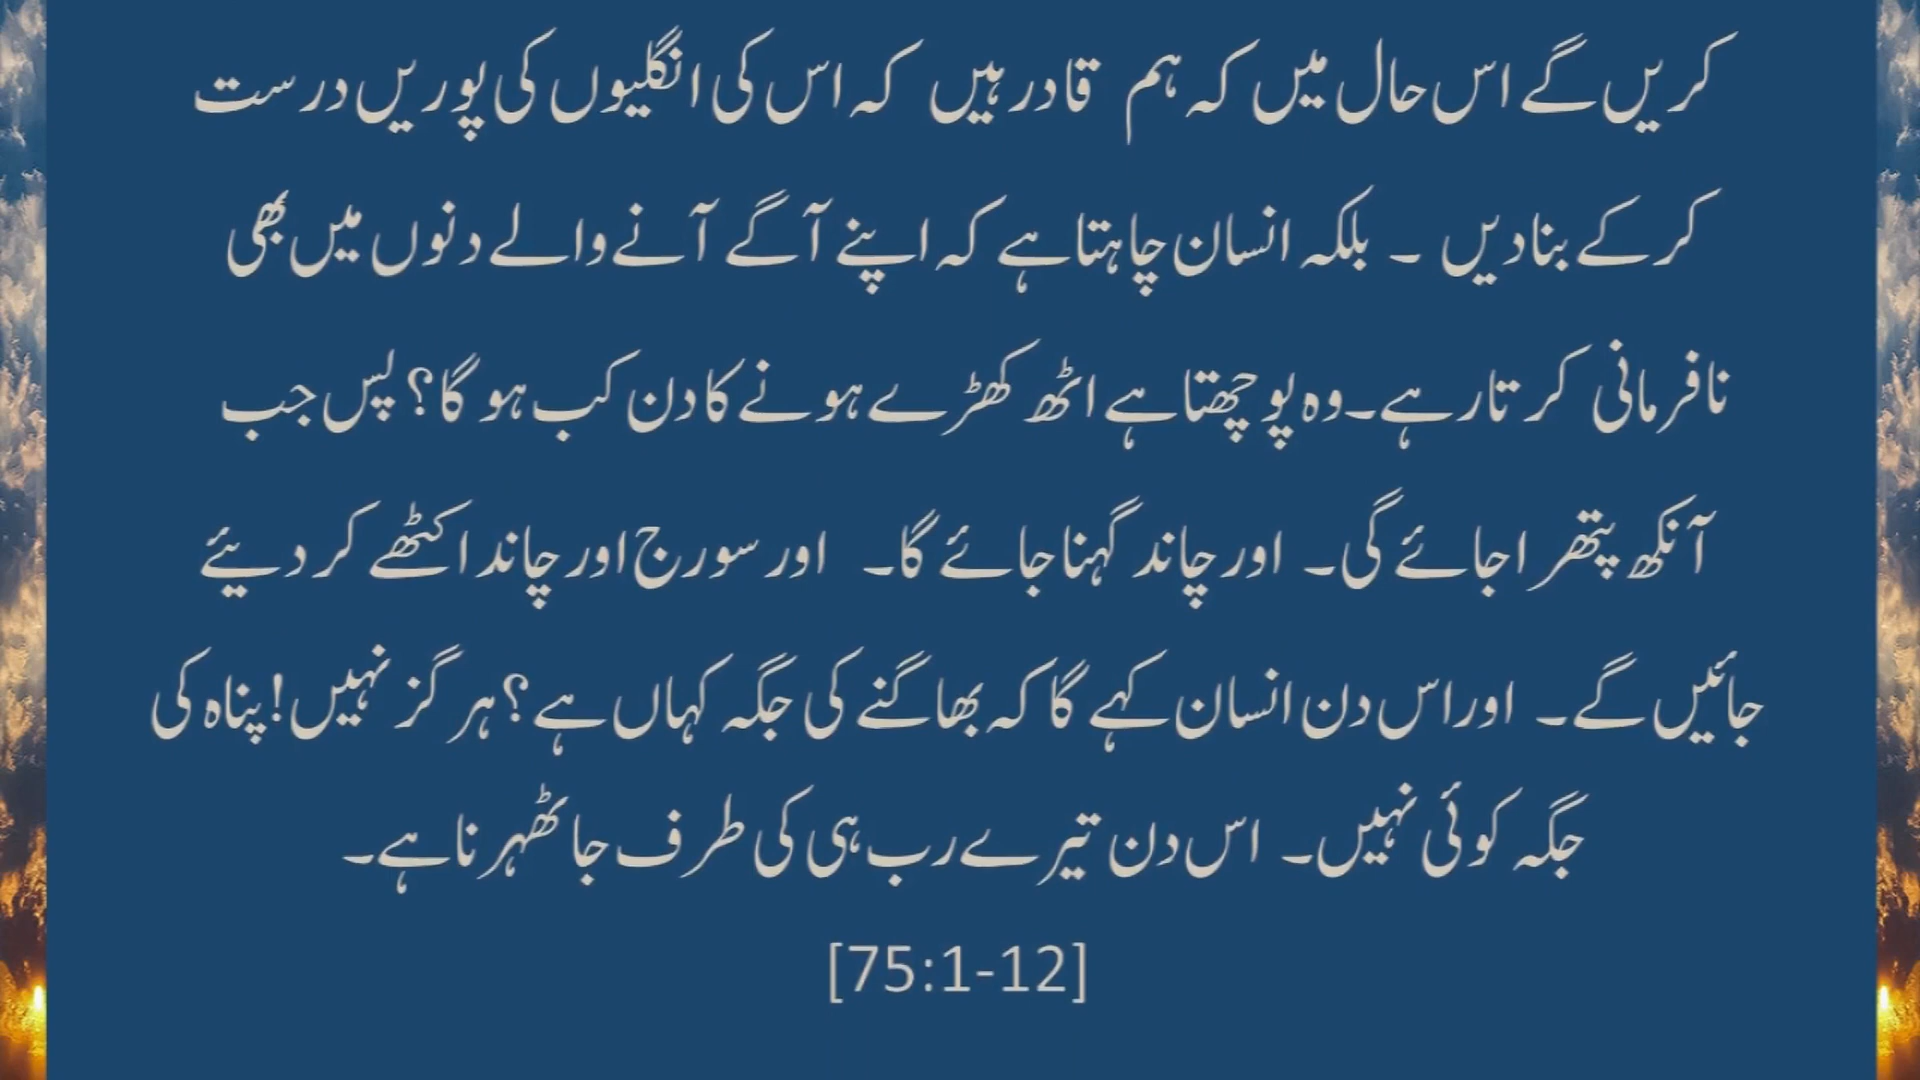 کریں گے اس حال میں کہ ہم قادر ہیں کہ اس کی انگلیوں کی پوریں درست
کرکے بنادیں ۔ بلکہ انسان چاہتا ہے کہ اپنے آگے آنے والے دنوں میں بھی
نافرمانی کرتا رہے۔ وہ پوچھتا ہے اٹھ کھڑے ہونے کا دن کب ہو گا؟ پس جب
آنکھ پتھرا جائے گی۔ اور چاند گہنا جائے گا۔ اور سورج اور چاند اکٹھے کر دیئے
جائیں گے۔ اور اس دن انسان کہے گا کہ بھاگنے کی جگہ کہاں ہے؟ ہر گز نہیں! پناہ کی
جگہ کوئی نہیں۔ اس دن تیرے رب ہی کی طرف جا ٹھہرنا ہے۔
[75:1-12]